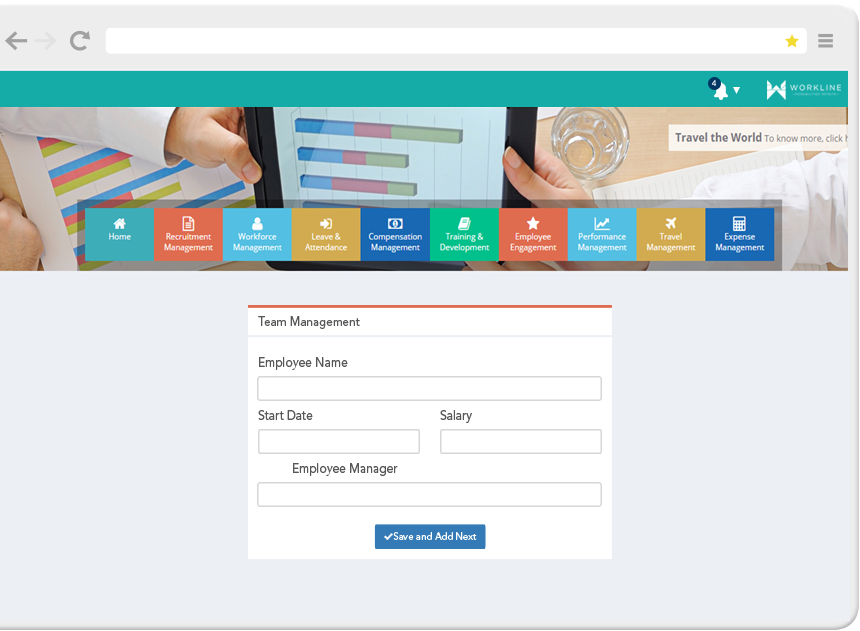 4
WORKLINE
Travel the World To know more, click h
Home
Recruitment
Management
Workforce
Management
Leave &
Attendance
Compensation
Management
Training &
Development
Employee
Engagement
Performance
Management
Travel
Management
Expense
Management
Team Management
Employee Name
Start Date
Salary
Employee Manager
Save and Add Next